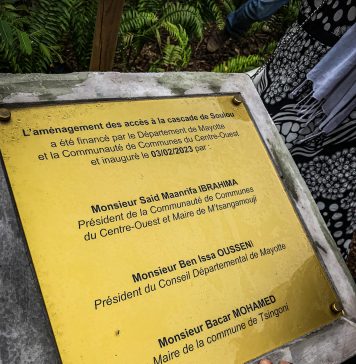 L'aménagement des accès à la cascade de Soulou
a été financé par le Département de Mayotte
et la Communauté de Communes du Centre-Ouest
et inauguré le 03/02/2023 par :
Monsieur Said Maanrifa IBRAHIMA
Président de la Communauté de Communes
du Centre-Ouest et Maire de M'tsangamouji
Monsieur Ben Issa OUSSENI
Président du Conseil Départemental de Mayotte
Monsieur Bacar MOHAMED
Maire de la commune de Tsingoni